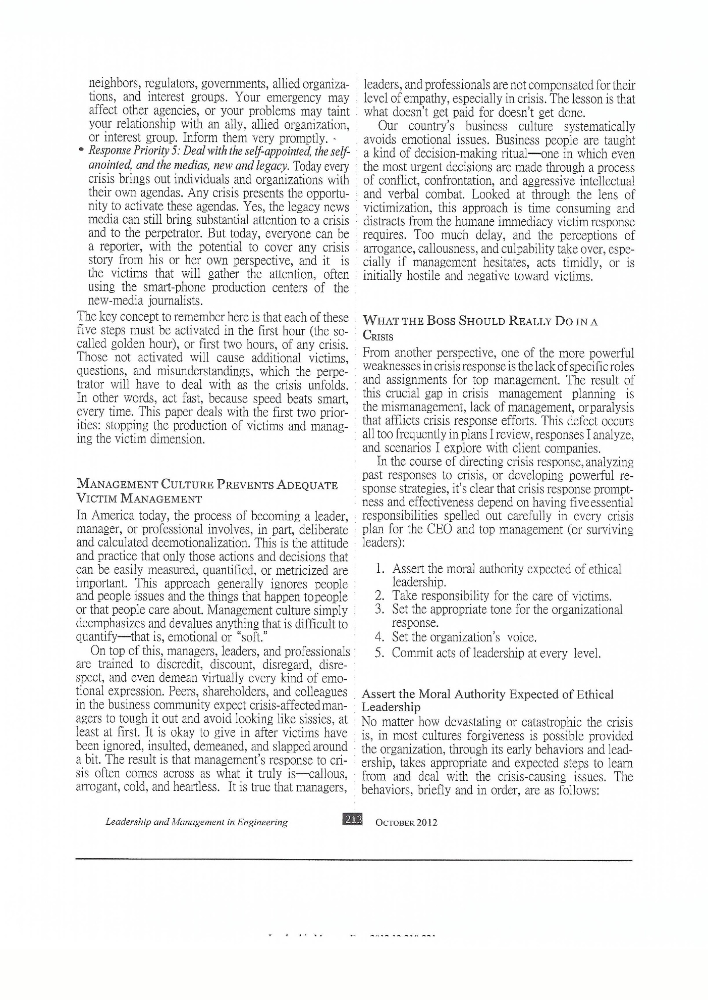 neighbors, regulators, governments, allied organiza-
tions, and interest groups. Your emergency may
affect other agencies, or your problems may taint
your relationship with an ally, allied organization,
or interest group. Inform them very promptly. -
• Response Priority 5: Deal with the self-appointed, the self-
anointed, and the medias, new and legacy. Today every
crisis brings out individuals and organizations with
their own agendas. Any crisis presents the opportu-
nity to activate these agendas. Yes, the legacy news
media can still bring substantial attention to a crisis
and to the perpetrator. But today, everyone can be
a reporter, with the potential to cover any crisis
story from his or her own perspective, and it is
the victims that will gather the attention, often
using the smart-phone production centers of the
new-media journalists.
The key concept to remember here is that each of these
five steps must be activated in the first hour (the so-
called golden hour), or first two hours, of any crisis.
Those not activated will cause additional victims,
questions, and misunderstandings, which the perpe-
trator will have to deal with as the crisis unfolds.
In other words, act fast, because speed beats smart,
every time. This paper deals with the first two prior-
ities: stopping the production of victims and manag-
ing the victim dimension.
MANAGEMENT CULTURE PREVENTS ADEQUATE
VICTIM MANAGEMENT
In America today, the process of becoming a leader,
manager, or professional involves, in part, deliberate
and calculated deemotionalization. This is the attitude
and practice that only those actions and decisions that
can be easily measured, quantified, or metricized are
important. This approach generally ignores people
and people issues and the things that happen to people
or that people care about. Management culture simply
deemphasizes and devalues anything that is difficult to
quantify—that is, emotional or “soft.”
On top of this, managers, leaders, and professionals
are trained to discredit, discount, disregard, disre-
spect, and even demean virtually every kind of emo-
tional expression. Peers, shareholders, and colleagues
in the business community expect crisis-affected man-
agers to tough it out and avoid looking like sissies, at
least at first. It is okay to give in after victims have
been ignored, insulted, demeaned, and slapped around
a bit. The result is that management's response to cri-
sis often comes across as what it truly is—callous,
arrogant, cold, and heartless. It is true that managers,
leaders, and professionals are not compensated for their
level of empathy, especially in crisis. The lesson is that
what doesn't get paid for doesn't get done.
Our country's business culture systematically
avoids emotional issues. Business people are taught
a kind of decision-making ritual—one in which even
the most urgent decisions are made through a process
of conflict, confrontation, and aggressive intellectual
and verbal combat. Looked at through the lens of
victimization, this approach is time consuming and
distracts from the humane immediacy victim response
requires. Too much delay, and the perceptions of
arrogance, callousness, and culpability take over, espe-
cially if management hesitates, acts timidly, or is
initially hostile and negative toward victims.
WHAT THE BOSS SHOULD REALLY DO IN A
CRISIS
From another perspective, one of the more powerful
weaknesses in crisis response is the lack of specific roles
and assignments for top management. The result of
this crucial gap in crisis management planning is
the mismanagement, lack of management, or paralysis
that afflicts crisis response efforts. This defect occurs
all too frequently in plans I review, responses I analyze,
and scenarios I explore with client companies.
In the course of directing crisis response, analyzing
past responses to crisis, or developing powerful re-
sponse strategies, it's clear that crisis response prompt-
ness and effectiveness depend on having five essential
responsibilities spelled out carefully in every crisis
plan for the CEO and top management (or surviving
leaders):
1. Assert the moral authority expected of ethical
leadership.
2. Take responsibility for the care of victims.
3. Set the appropriate tone for the organizational
response.
4. Set the organization's voice.
5. Commit acts of leadership at every level.
Assert the Moral Authority Expected of Ethical
Leadership
No matter how devastating or catastrophic the crisis
is, in most cultures forgiveness is possible provided
the organization, through its early behaviors and lead-
ership, takes appropriate and expected steps to learn
from and deal with the crisis-causing issues. The
behaviors, briefly and in order, are as follows:
Leadership and Management in Engineering 213 OCTOBER 2012